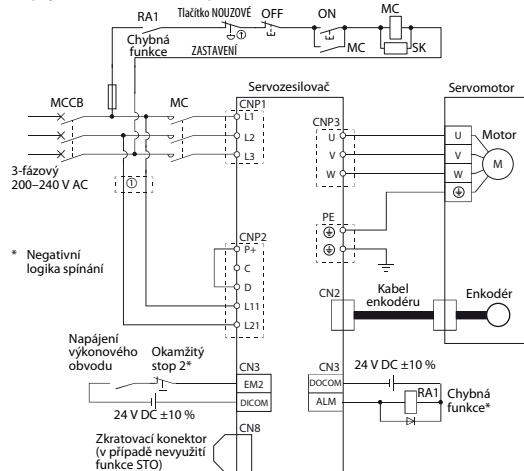 RA1
Tlačítko NOUZOVÉ
OFF
ON
MC
①
Chybná
funkce
ZASTAVENÍ
MC
SK
Servozesilovač
Servomotor
MCCB
MC
CNP1
L1
L2
L3
CNP3
U
V
W
U
V
W
Motor
M
3-fázový
200–240 V AC
①
PE
* Negativní
logika spínání
CNP2
P+
C
D
L11
L21
CN2
Kabel
enkodéru
Enkodér
Napájení
výkonového
obvodu
Okamžitý
stop 2*
CN3
EM2
DICOM
24 V DC ±10 %
CN3
DOCOM
ALM
24 V DC ±10 %
RA1
Chybná
funkce*
CN8
Zkratovací konektor
(v případě nevyužití
funkce STO)